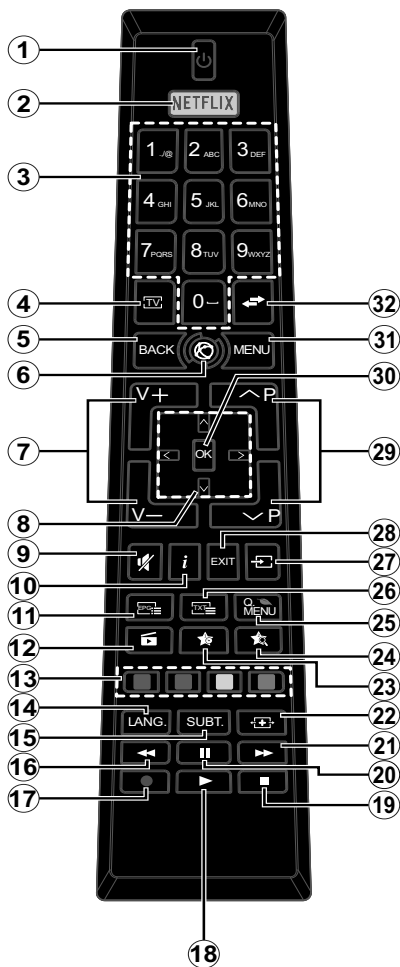 1
2 NETFLIX
1 ./@ 2 ABC 3 DEF
3
4 GHI 5 JKL 6 MNO
7 PQRS 8 TUV 9 WXYZ
4 TV 0 32
5 BACK MENU 31
6
30
V+ P
7 OK 29
8 V− P
28
9 i EXIT 27
10
26
11 EPG TXT Q. MENU 25
12 24
23
13
14 LANG. SUBT. 22
15
21
16 20
17 19
18